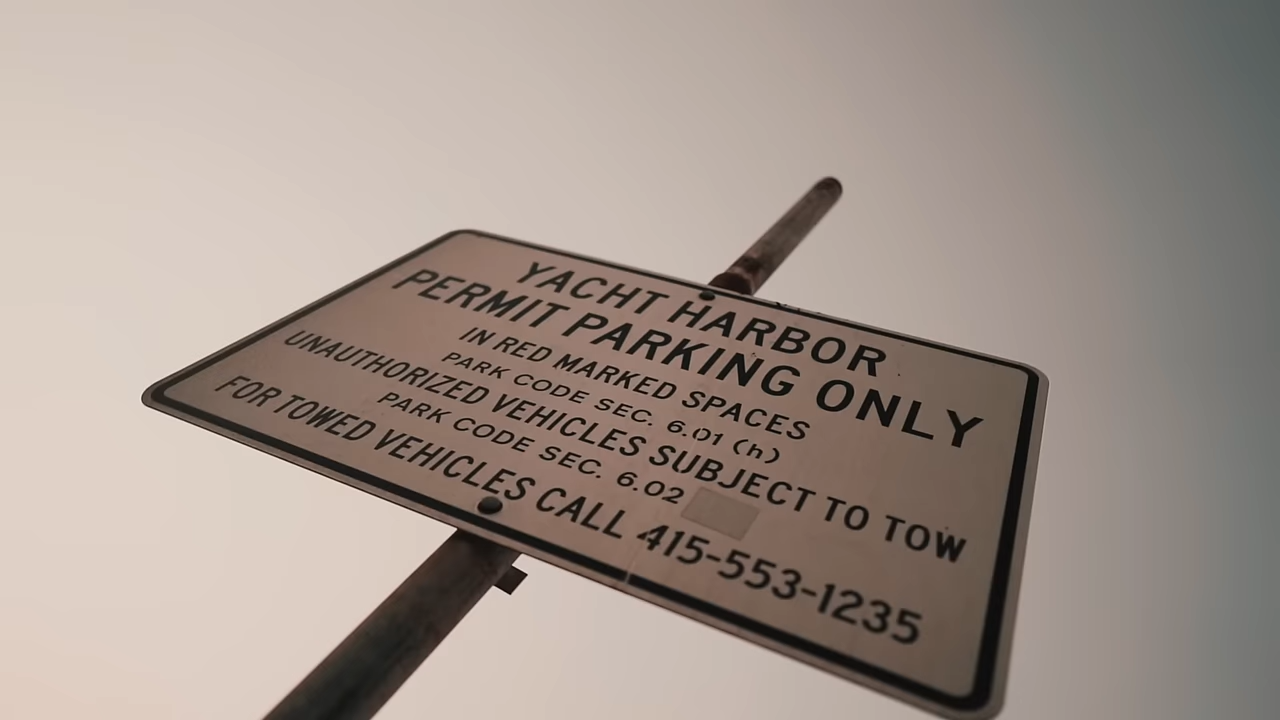 YACHT HARBOR
PERMIT PARKING ONLY
IN RED MARKED SPACES
PARK CODE SEC. 6.01 (h)
UNAUTHORIZED VEHICLES SUBJECT TO TOW
PARK CODE SEC. 6.02
FOR TOWED VEHICLES CALL 415-553-1235